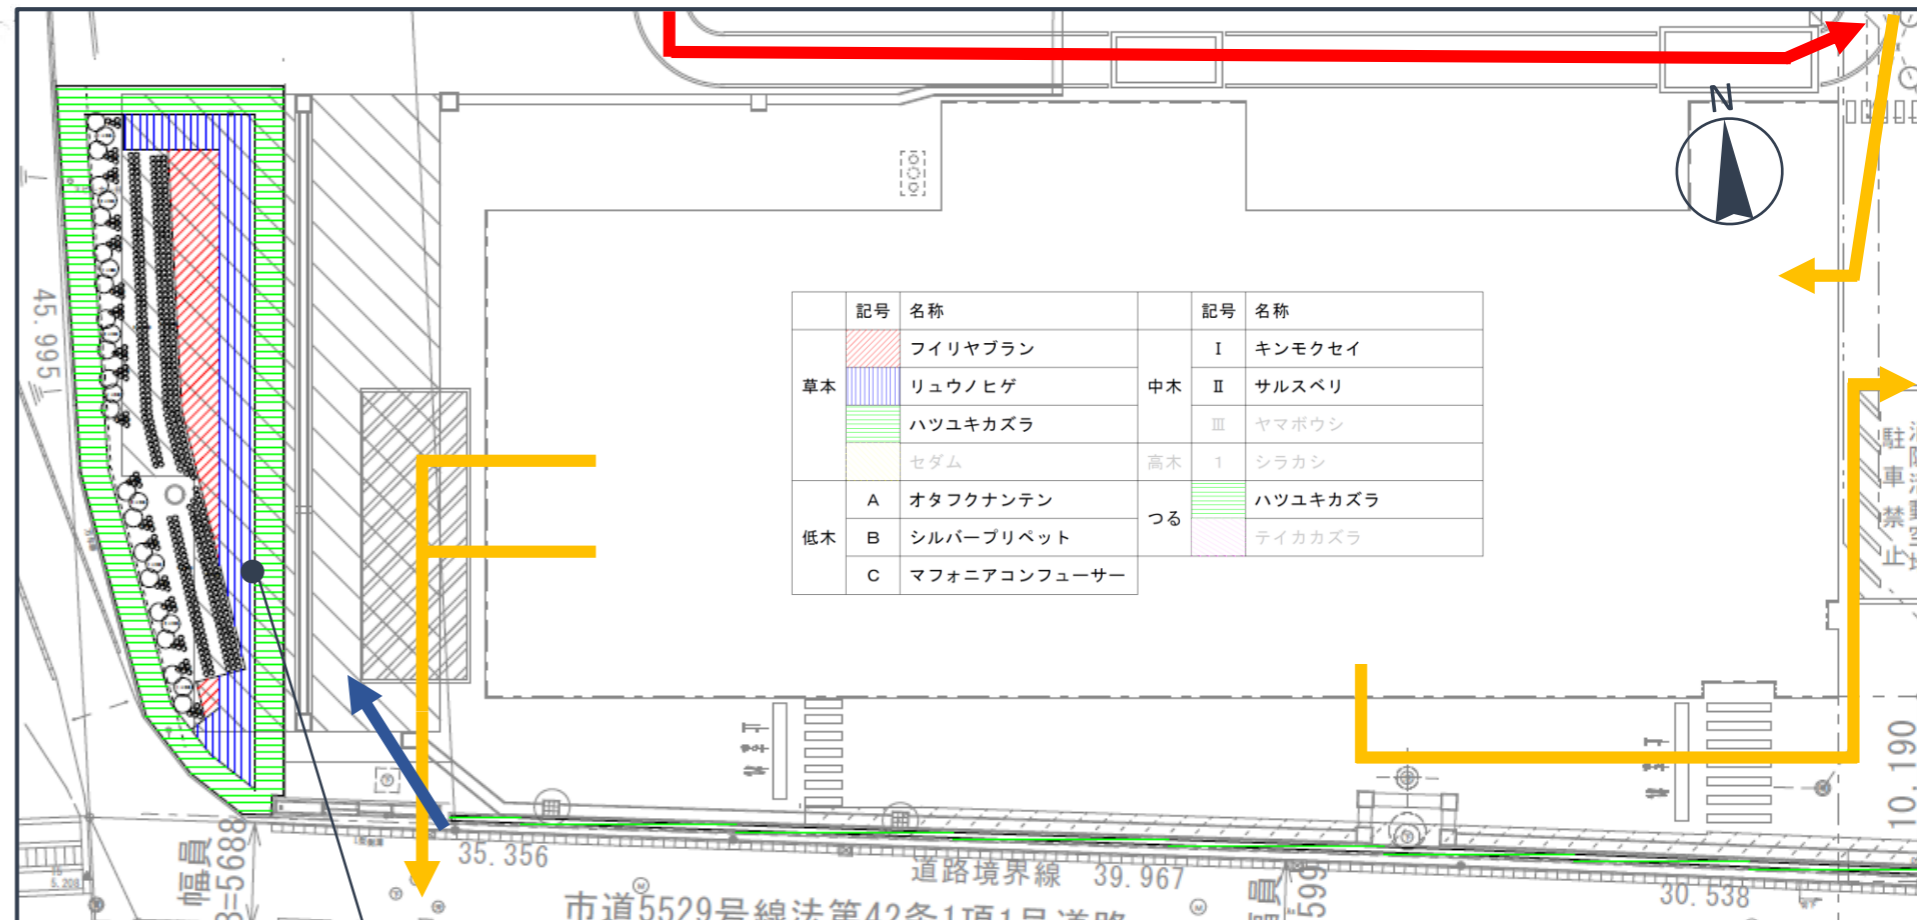 N
45.995
記号 名称 記号 名称
草本 フイリヤブラン 中木 I キンモクセイ
リュウノヒゲ II サルスベリ
ハツユキカズラ III ヤマボウシ
セダム 高木 1 シラカシ
低木 A オタフクナンテン つる ハツユキカズラ
B シルバープリペット テイカカズラ
C マフォニアコンフューサー
駐車禁止
10.190
幅員
=5688
35.356
道路境界線 39.967
30.538
5.208
599
市道5529号線法第42条1項1号道路